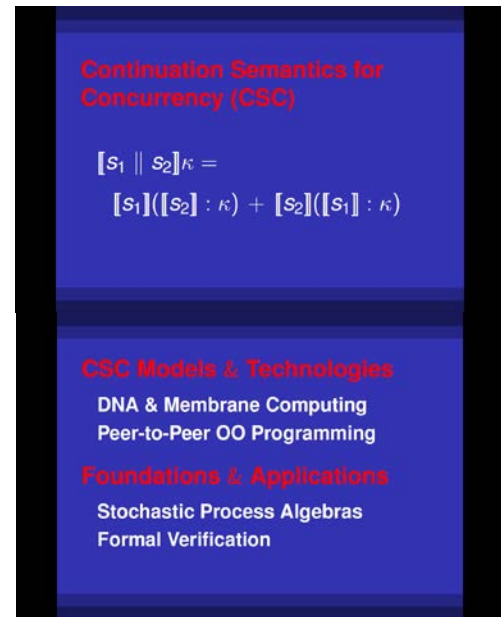 Continuation Semantics for
Concurrency (CSC)
⟦s₁ ∥ s₂⟧κ =
⟦s₁⟧(⟦s₂⟧ : κ) + ⟦s₂⟧(⟦s₁⟧ : κ)
CSC Models & Technologies
DNA & Membrane Computing
Peer-to-Peer OO Programming
Foundations & Applications
Stochastic Process Algebras
Formal Verification